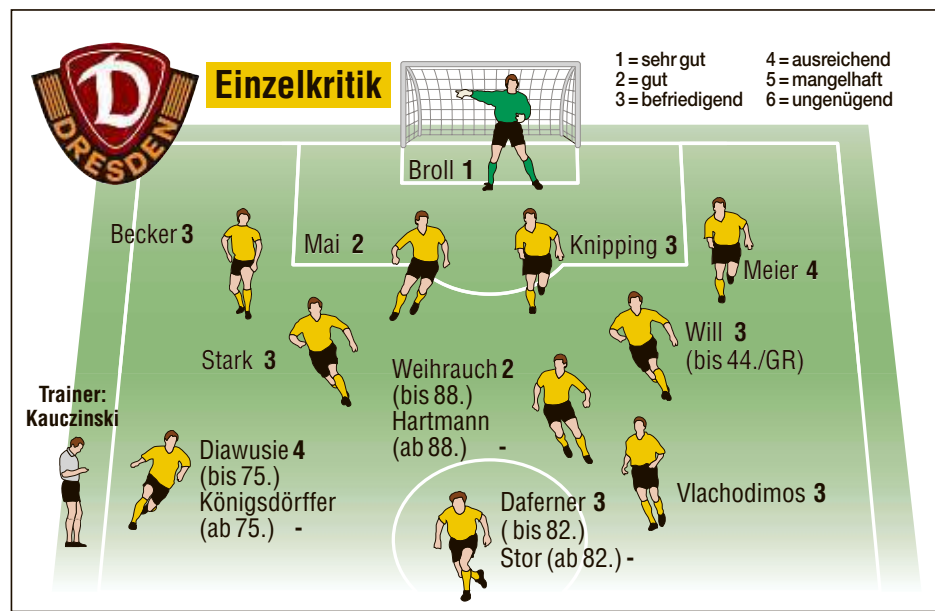 D
DRESDEN
Einzelkritik
1 = sehr gut
2 = gut
3 = befriedigend
4 = ausreichend
5 = mangelhaft
6 = ungenügend
Broll 1
Becker 3
Mai 2
Knipping 3
Meier 4
Stark 3
Will 3
(bis 44./GR)
Weihrauch 2
(bis 88.)
Hartmann
(ab 88.) -
Trainer:
Kauczinski
Diawusie 4
(bis 75.)
Königsdörffer
(ab 75.) -
Daferner 3
( bis 82.)
Stor (ab 82.) -
Vlachodimos 3